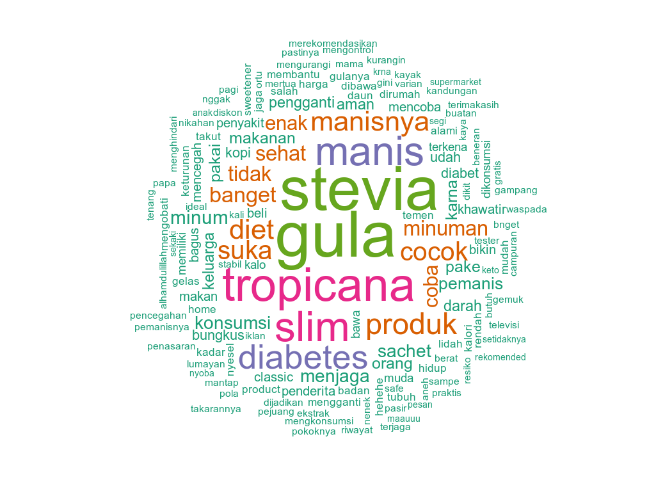 merekomendasikan
pastinya mengontrol
mengurangi mama kurangin
membantu gulanya krna kayak supermarket
mertua harga dibawa gini varian kandungan
pagi sweetener jaga ortu salah daun dirumah terimakasih
nggak pengganti aman mencoba buatan
anakdiskon nikahan karya penyakit enak manisnya alami segi
menghindari takut makanan manis terkena beneran
keturunan mencegah pakai kopi sehat udah kaya
papa tidak stevia diabet dikonsumsi gratis
tenang ideal banget karna dikit gampang
mengobati minum kali beli temen khawatir waspada
alhamdulillah sekaki memiliki bagus diet gula minuman bnget tester
stabil suka cocok bikin mudah campuran
keluarga kalo pake keto
gelas tropicana coba pemanis butuh gemuk
pencegahan makan darah
pemanisnya home konsumsi slim bawa produk rendah televisi
penasaran bungkus iklan lidah kalori setidaknya
kadar nyesel diabetes sachet berat resiko rekomended
lumayan orang hidup
nyoba classic menjaga muda aneh sampe
mantap product penderita badan safe praktis
pola dijadikan mengganti hehehe tubuh pesan
takarannya pejuang ekstrak nenek pasir
mengkonsumsi maauuu
pokoknya riwayat terjaga